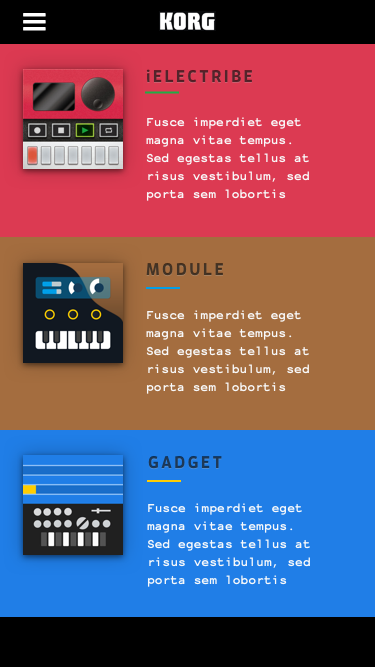 KORG
iELECTRIBE
Fusce imperdiet eget
magna vitae tempus.
Sed egestas tellus at
risus vestibulum, sed
porta sem lobortis
MODULE
Fusce imperdiet eget
magna vitae tempus.
Sed egestas tellus at
risus vestibulum, sed
porta sem lobortis
GADGET
Fusce imperdiet eget
magna vitae tempus.
Sed egestas tellus at
risus vestibulum, sed
porta sem lobortis